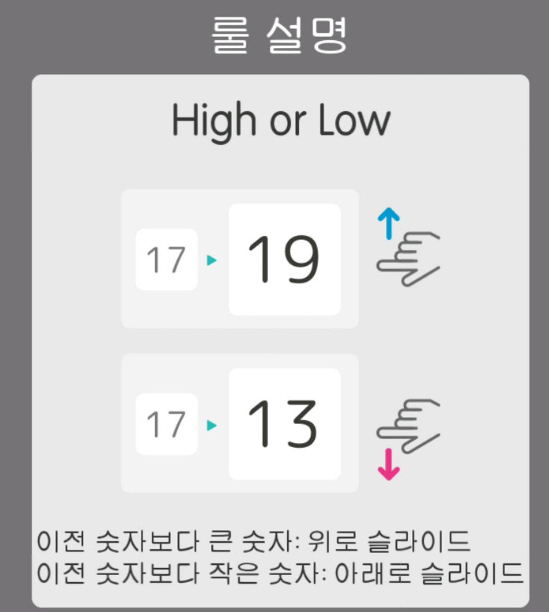 룰 설명
High or Low
17 ▸ 19
17 ▸ 13
이전 숫자보다 큰 숫자: 위로 슬라이드
이전 숫자보다 작은 숫자: 아래로 슬라이드